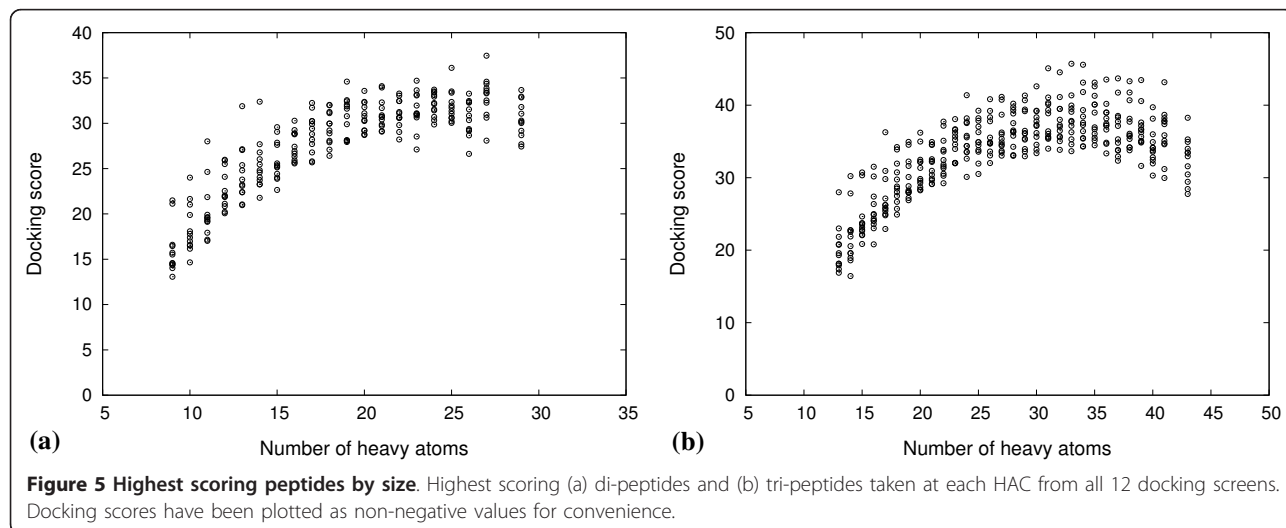 40
35
30
25
20
15
10
5
0
5 10 15 20 25 30 35
Docking score
Number of heavy atoms
(a)
50
40
30
20
10
0
5 10 15 20 25 30 35 40 45 50
Docking score
Number of heavy atoms
(b)
Figure 5 Highest scoring peptides by size. Highest scoring (a) di-peptides and (b) tri-peptides taken at each HAC from all 12 docking screens.
Docking scores have been plotted as non-negative values for convenience.